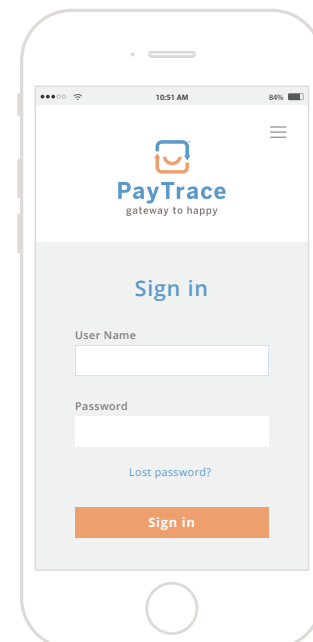 10:51 AM
84%
PayTrace
gateway to happy
Sign in
User Name
Password
Lost password?
Sign in